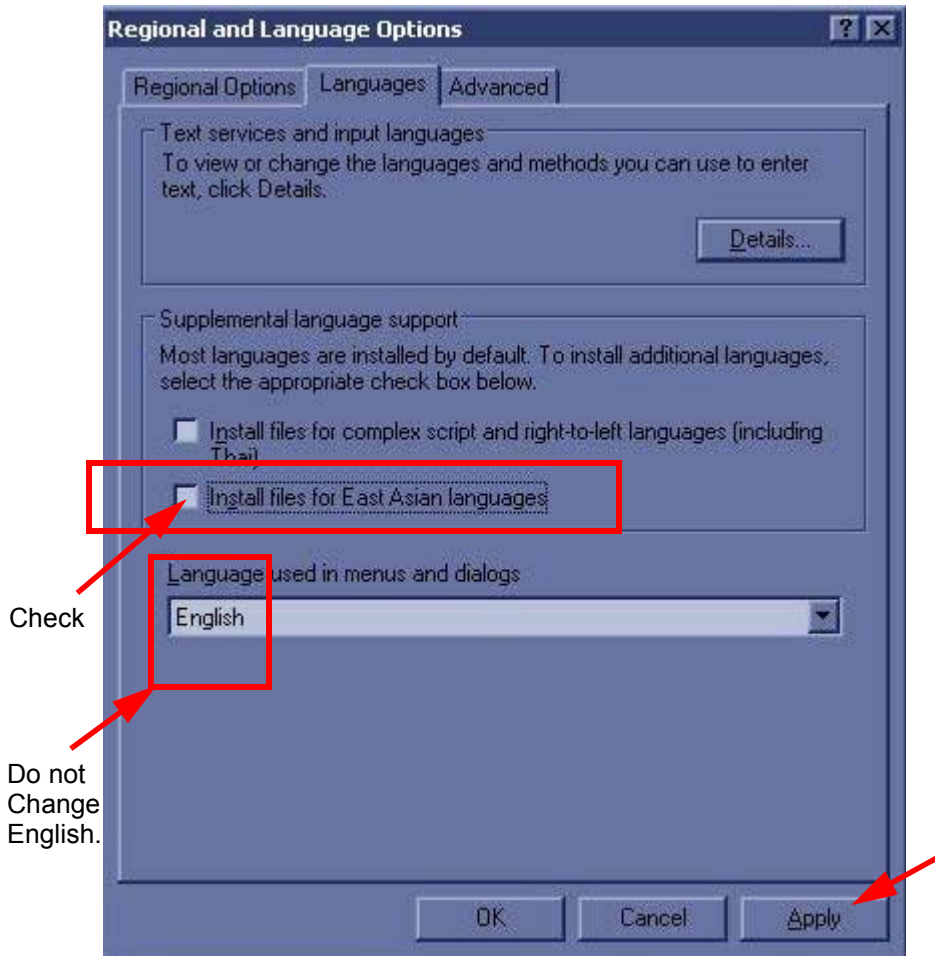 Regional and Language Options
Regional Options Languages Advanced
Text services and input languages
To view or change the languages and methods you can use to enter
text, click Details.
Details...
Supplemental language support
Most languages are installed by default. To install additional languages,
select the appropriate check box below.
Install files for complex script and right-to-left languages (including
Thai)
Install files for East Asian languages
Check
Language used in menus and dialogs
English
Do not
Change
English.
OK Cancel Apply